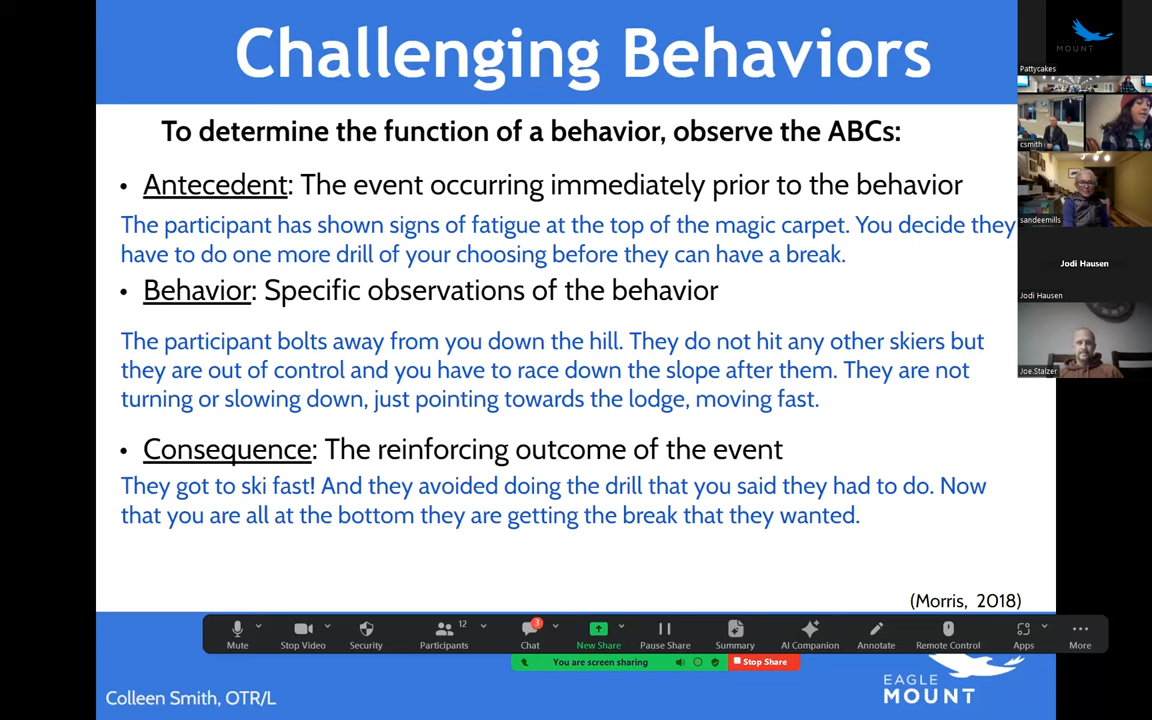 Challenging Behaviors
To determine the function of a behavior, observe the ABCs:
• Antecedent: The event occurring immediately prior to the behavior
The participant has shown signs of fatigue at the top of the magic carpet. You decide they
have to do one more drill of your choosing before they can have a break.
• Behavior: Specific observations of the behavior
The participant bolts away from you down the hill. They do not hit any other skiers but
they are out of control and you have to race down the slope after them. They are not
turning or slowing down, just pointing towards the lodge, moving fast.
• Consequence: The reinforcing outcome of the event
They got to ski fast! And they avoided doing the drill that you said they had to do. Now
that you are all at the bottom they are getting the break that they wanted.
(Morris, 2018)
Mute
Stop Video
Security
Participants
12
Chat
3
New Share
Pause Share
Summary
AI Companion
Annotate
Remote Control
Apps
More
You are screen sharing
Stop Share
Colleen Smith, OTR/L
EAGLE
MOUNT
MOUNT
Pattycakes
csmith
sandeemills
Jodi Hausen
Jodi Hausen
Joe.Stalzer